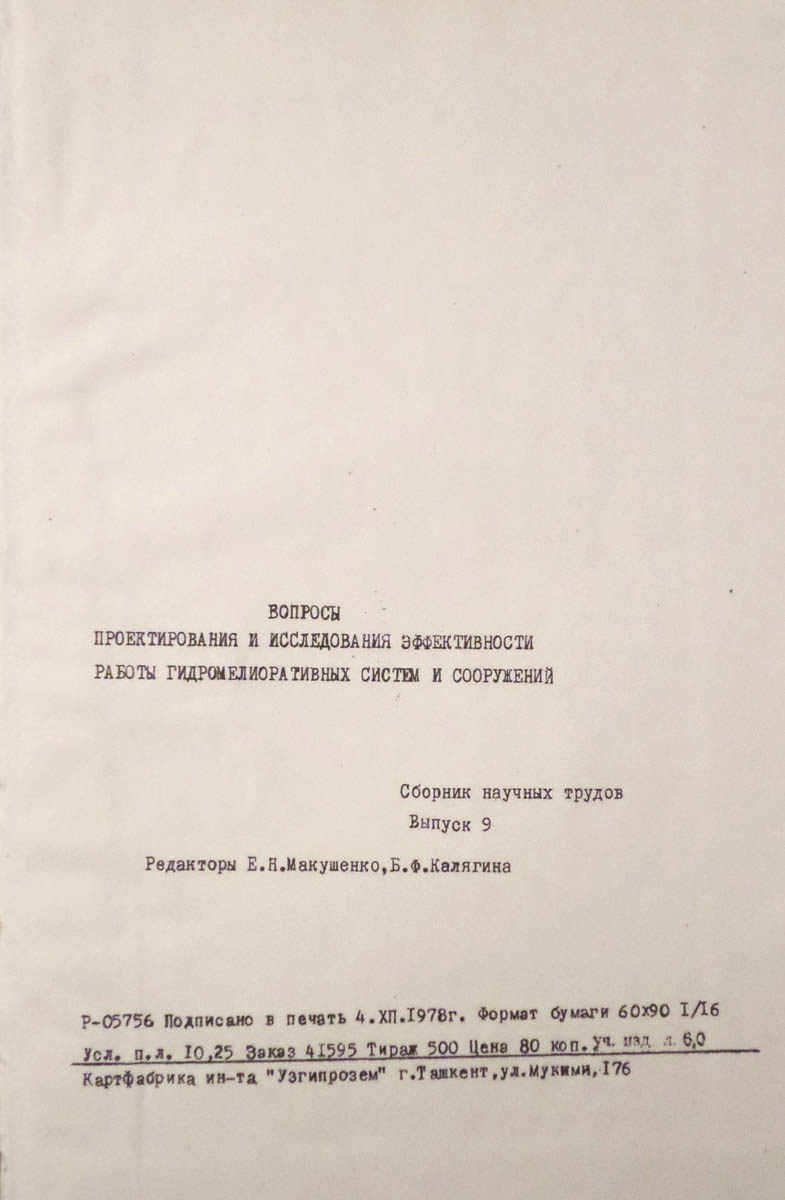 ВОПРОСЫ
ПРОЕКТИРОВАНИЯ И ИССЛЕДОВАНИЯ ЭФФЕКТИВНОСТИ
РАБОТЫ ГИДРОМЕЛИОРАТИВНЫХ СИСТЕМ И СООРУЖЕНИЙ
Сборник научных трудов
Выпуск 9
Редакторы Е.Н.Макушенко,Б.Ф.Калягина
Р-05756 Подписано в печать 4.ХП.1978г. Формат бумаги 60х90 1/16
Усл. п.л. 10,25 Заказ 41595 Тираж 500 Цена 80 коп. Уч. изд л. 6,0
Картфабрика ин-та "Узгипрозем" г.Ташкент,ул.Мукими,176